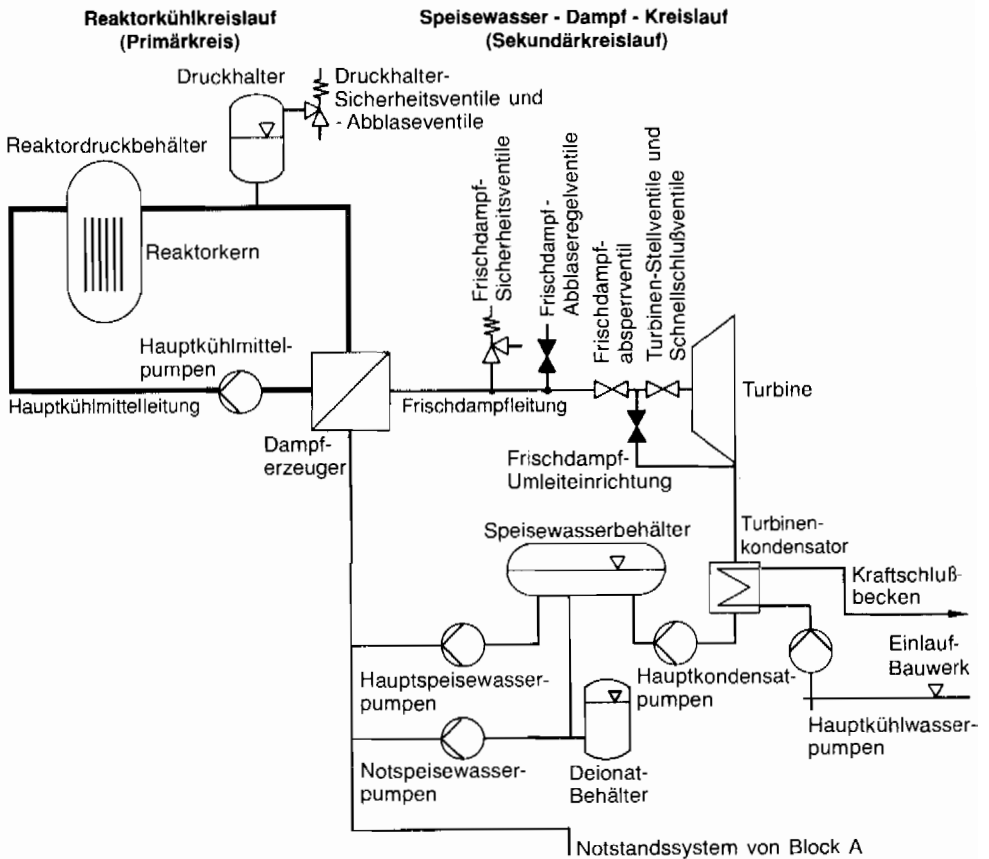 Reaktorkühlkreislauf
(Primärkreis)
Speisewasser - Dampf - Kreislauf
(Sekundärkreislauf)
Druckhalter
Druckhalter-
Sicherheitsventile und
- Abblaseventile
Reaktordruckbehälter
Reaktorkern
Hauptkühlmittel-
pumpen
Hauptkühlmittelleitung
Dampf-
erzeuger
Frischdampfleitung
Frischdampf-
Sicherheitsventile
Frischdampf-
Abblaseregelventile
Frischdampf-
absperrventil
Turbinen-Stellventile und
Schnellschlußventile
Turbine
Frischdampf-
Umleiteinrichtung
Speisewasserbehälter
Turbinen-
kondensator
Kraftschluß-
becken
Einlauf-
Bauwerk
Hauptspeisewasser-
pumpen
Hauptkondensat-
pumpen
Hauptkühlwasser-
pumpen
Notspeisewasser-
pumpen
Deionat-
Behälter
Notstandssystem von Block A